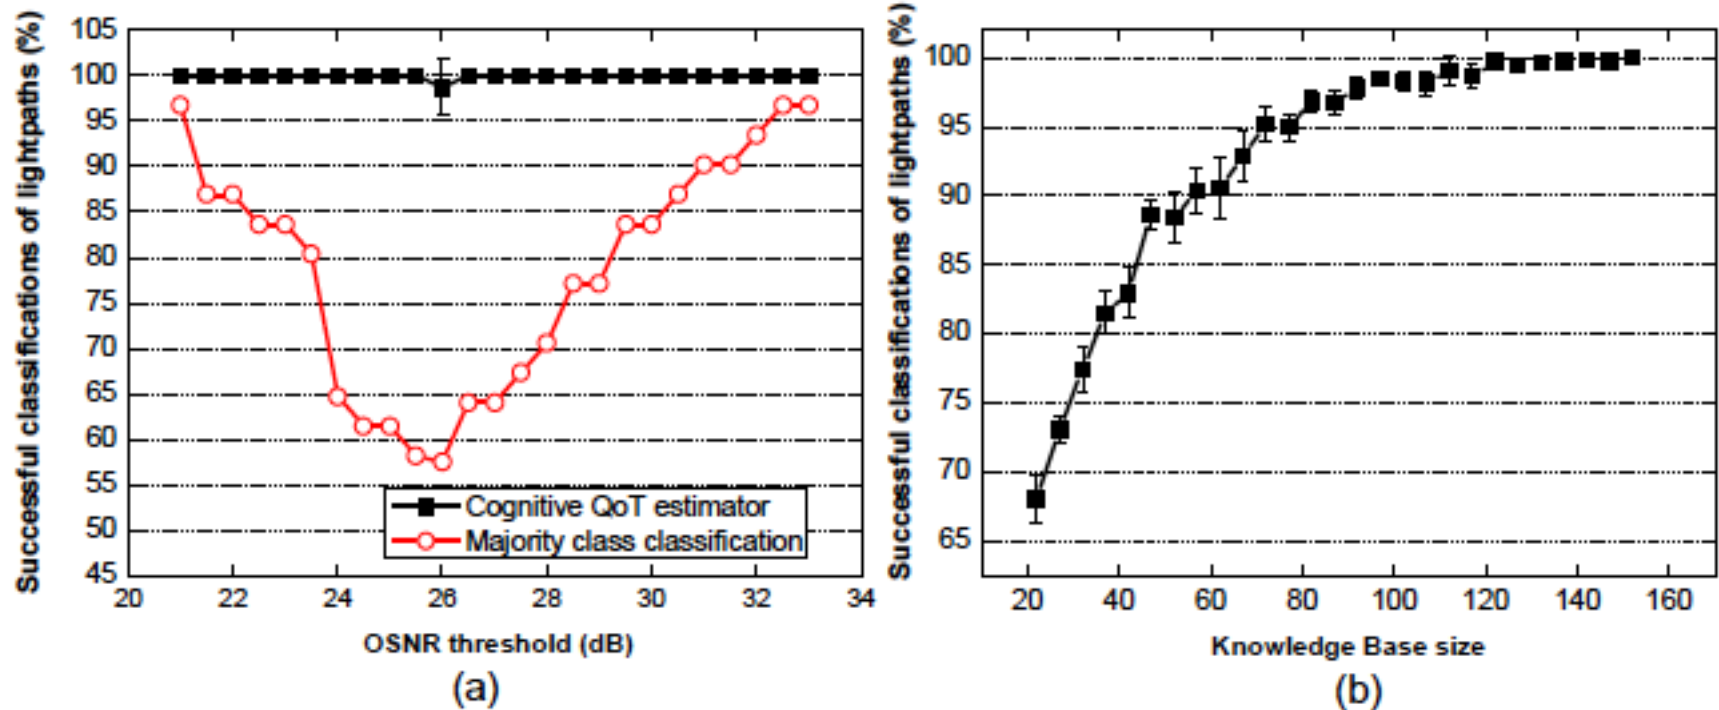 Successful classifications of lightpaths (%)
105
100
95
90
85
80
75
70
65
60
55
50
45
Cognitive QoT estimator
Majority class classification
20 22 24 26 28 30 32 34
OSNR threshold (dB)
(a)
Successful classifications of lightpaths (%)
100
95
90
85
80
75
70
65
20 40 60 80 100 120 140 160
Knowledge Base size
(b)